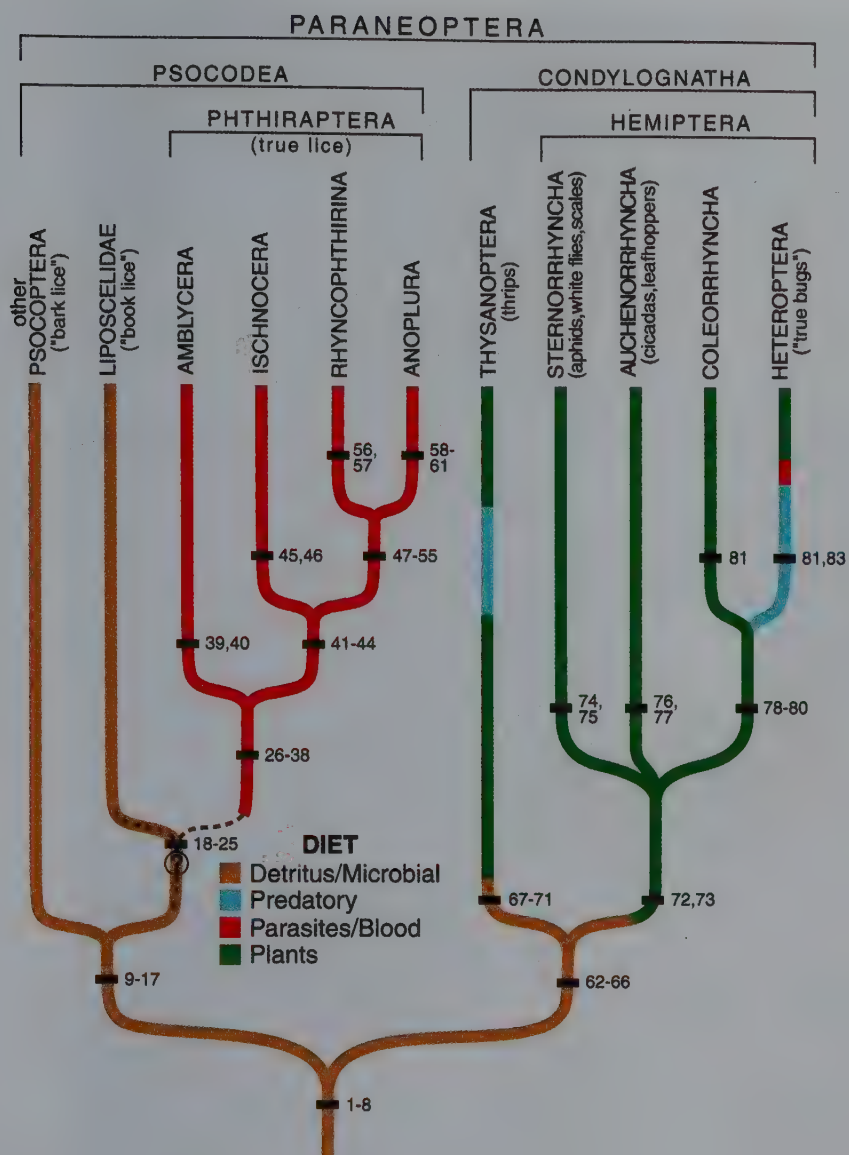 PARANEOPTERA
PSOCODEA
CONDYLOGNATHA
PHTHIRAPTERA
(true lice)
HEMIPTERA
other
PSOCOPTERA
("bark lice")
LIPOSCELIDAE
("book lice")
AMBLYCERA
ISCHNOCERA
RHYNCOPHTHIRINA
ANOPLURA
THYSANOPTERA
(thrips)
STERNORRHYNCHA
(aphids,white flies,scales)
AUCHENORRHYNCHA
(cicadas,leafhoppers)
COLEORRHYNCHA
HETEROPTERA
("true bugs")
56,
57
58-
61
45,46
47-55
81
81,83
39,40
41-44
74,
75
76,
77
78-80
26-38
18-25
?
DIET
Detritus/Microbial
Predatory
Parasites/Blood
Plants
67-71
72,73
9-17
62-66
1-8